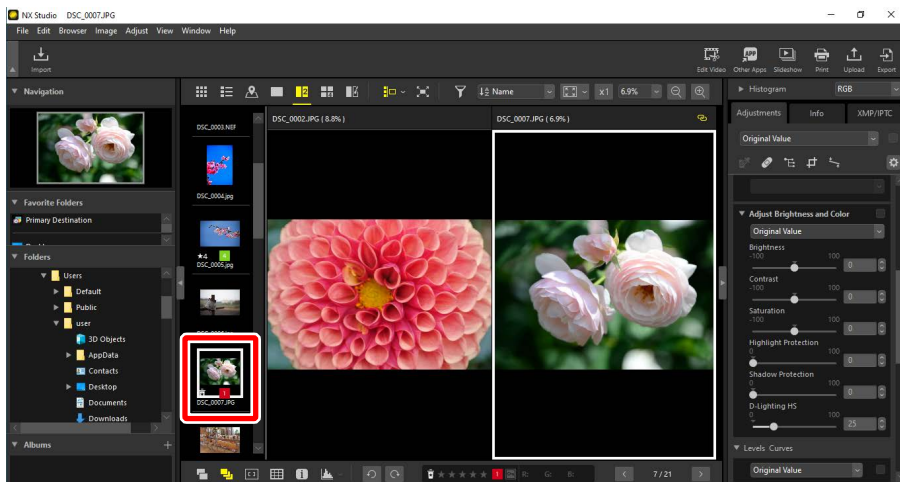 NX Studio DSC_0007.JPG
File Edit Browser Image Adjust View Window Help
Import
Edit Video Other Apps Slideshow Print Upload Export
Navigation
Name x1 6.9%
Histogram RGB
DSC_0003.NEF
DSC_0002.JPG ( 8.8% )
DSC_0007.JPG ( 6.9% )
Adjustments Info XMP/IPTC
Original Value
DSC_0004.jpg
Favorite Folders
Primary Destination
★4
DSC_0005.jpg
Adjust Brightness and Color
Original Value
Brightness
-100 100
0
Contrast
-100 100
0
Saturation
-100 100
0
Highlight Protection
0 100
0
Shadow Protection
0 100
0
D-Lighting HS
0 100
25
Folders
Users
Default
Public
user
3D Objects
AppData
Contacts
Desktop
Documents
Downloads
1
DSC_0007.JPG
Albums
Levels Curves
Original Value
1 R: G: B:
7 / 21